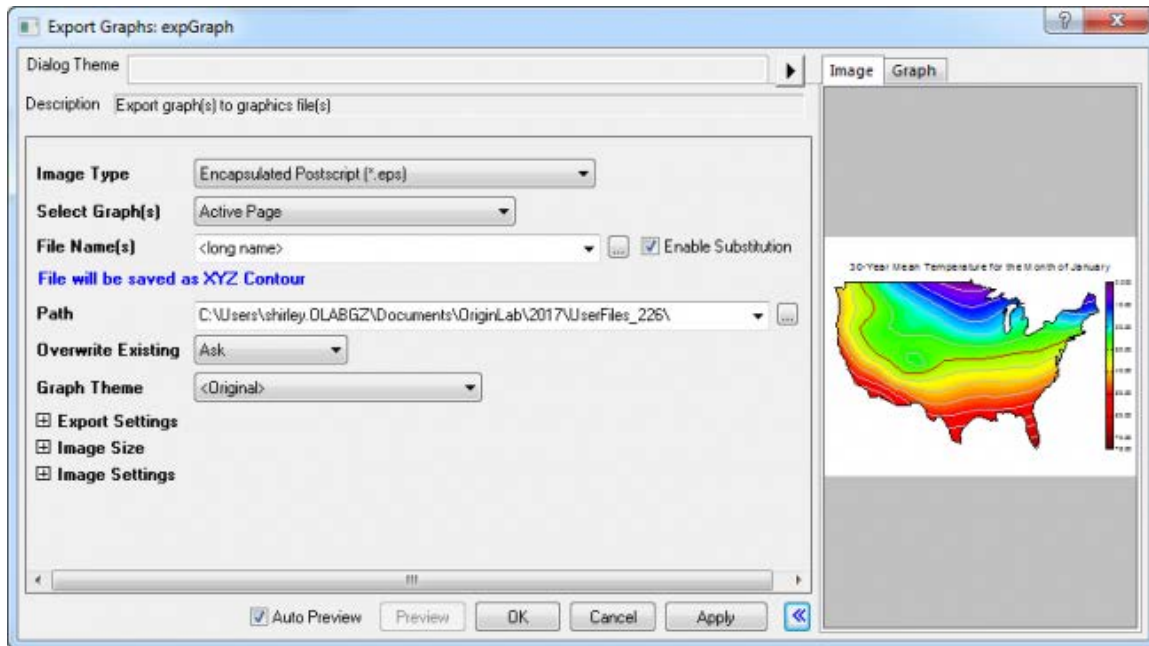 Export Graphs: expGraph
Dialog Theme
Description Export graph(s) to graphics file(s)
Image Type Encapsulated Postscript (*.eps)
Select Graph(s) Active Page
File Name(s) <long name> ... Enable Substitution
File will be saved as XYZ Contour
Path C:\Users\shirley.OLABGZ\Documents\OriginLab\2017\UserFiles_226\ ...
Overwrite Existing Ask
Graph Theme <Original>
Export Settings
Image Size
Image Settings
Auto Preview Preview OK Cancel Apply
Image Graph
30-Year Mean Temperature for the Month of January